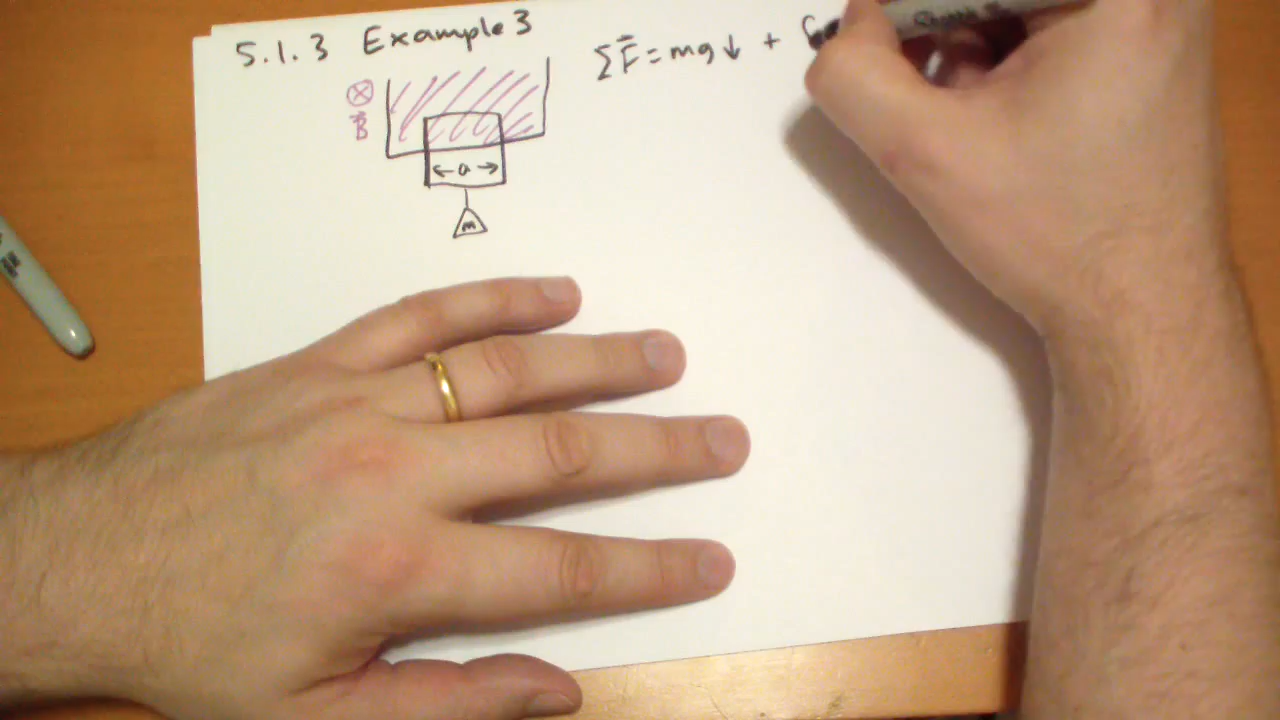 5.1.3 Example 3
ΣF⃗ = mg↓ +
⊗
B⃗
←a→
m